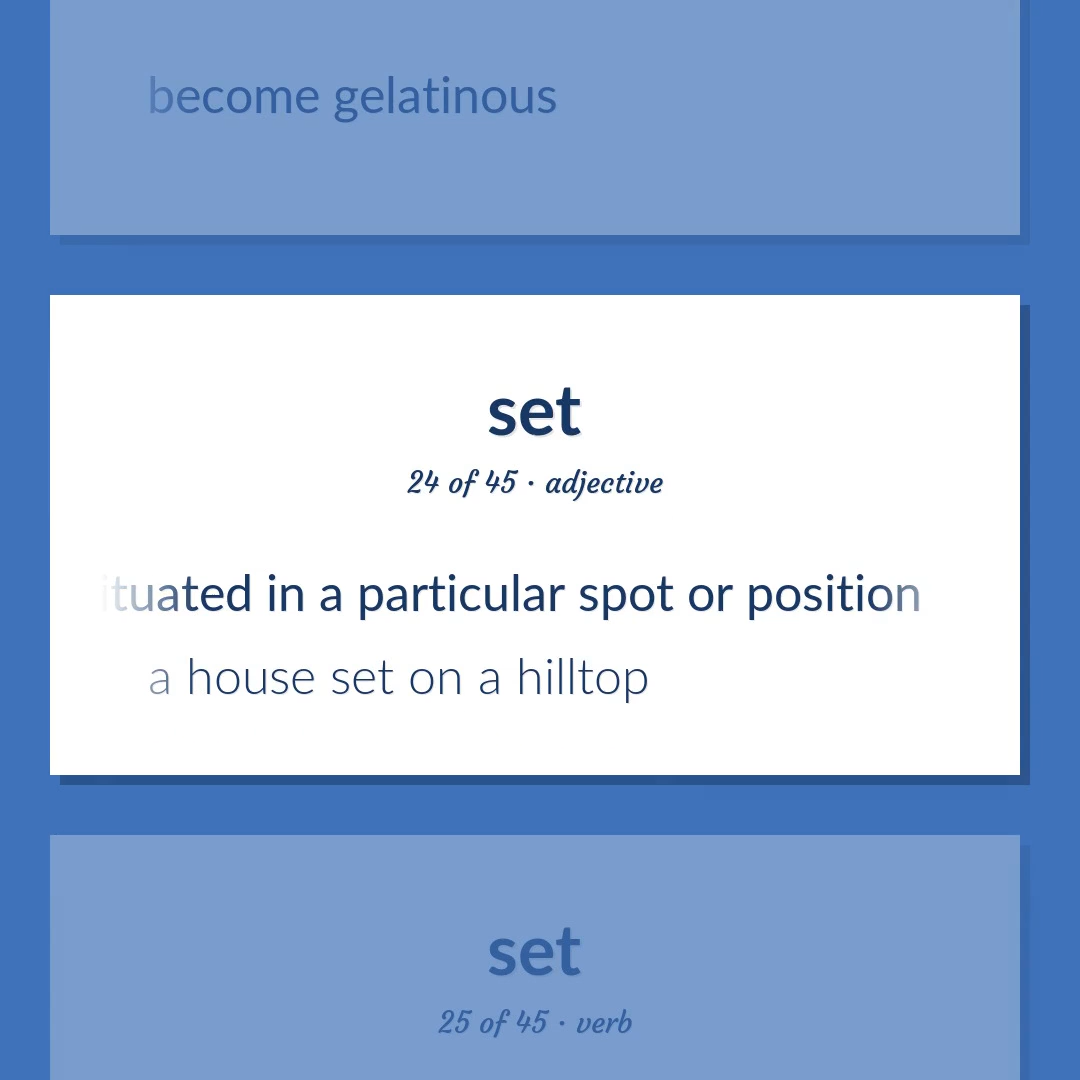 become gelatinous
set
24 of 45 · adjective
ituated in a particular spot or position
a house set on a hilltop
set
25 of 45 · verb